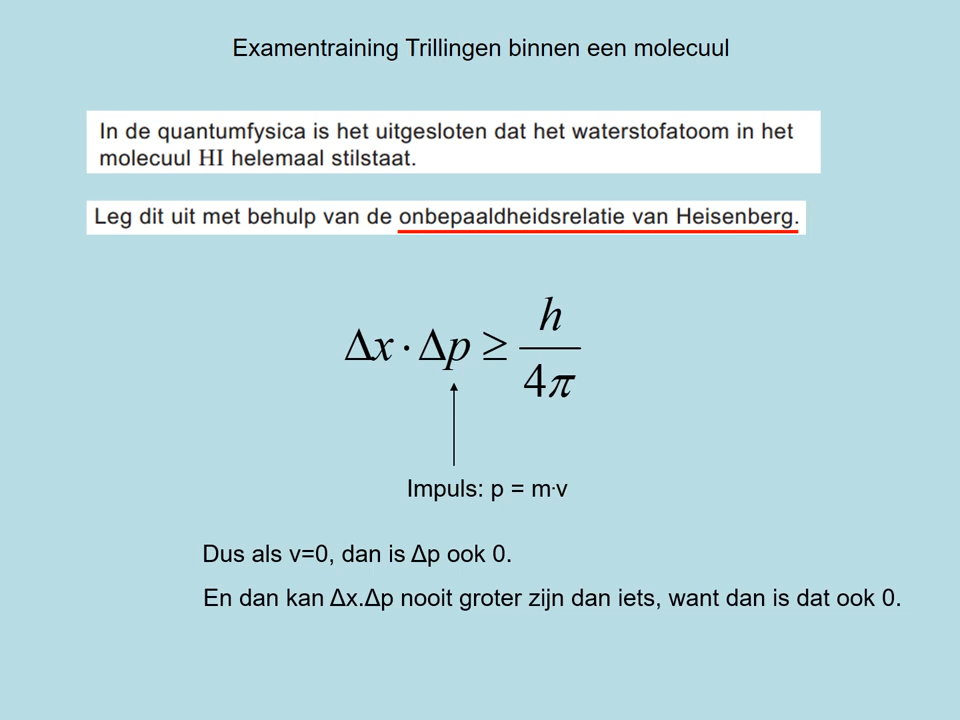 Examentraining Trillingen binnen een molecuul
In de quantumfysica is het uitgesloten dat het waterstofatoom in het
molecuul HI helemaal stilstaat.
Leg dit uit met behulp van de onbepaaldheidsrelatie van Heisenberg.
Δx · Δp ≥ h / 4π
Impuls: p = m·v
Dus als v=0, dan is Δp ook 0.
En dan kan Δx.Δp nooit groter zijn dan iets, want dan is dat ook 0.